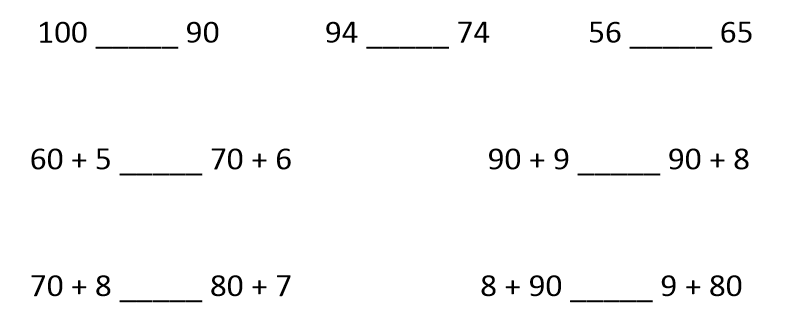 100 _____ 90 94 _____ 74 56 _____ 65
60 + 5 _____ 70 + 6 90 + 9 _____ 90 + 8
70 + 8 _____ 80 + 7 8 + 90 _____ 9 + 80